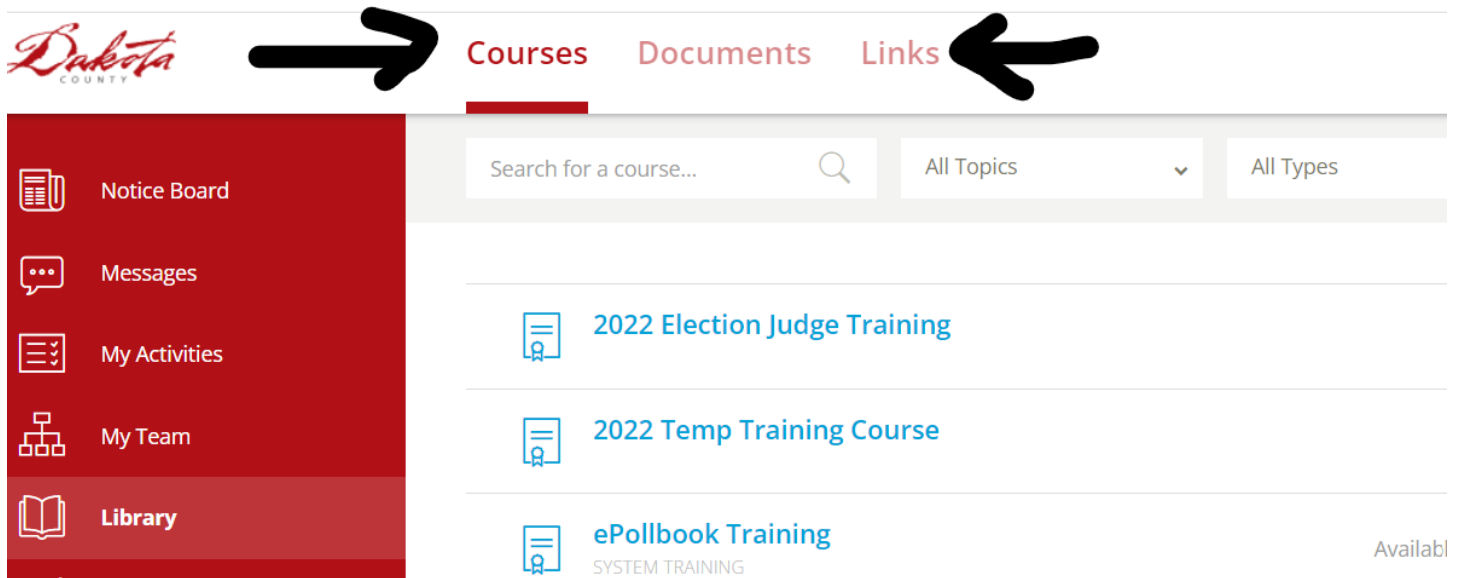 Dakota
COUNTY
Courses Documents Links
Search for a course... All Topics All Types
Notice Board
Messages
My Activities
My Team
Library
2022 Election Judge Training
2022 Temp Training Course
ePollbook Training
SYSTEM TRAINING
Availabl